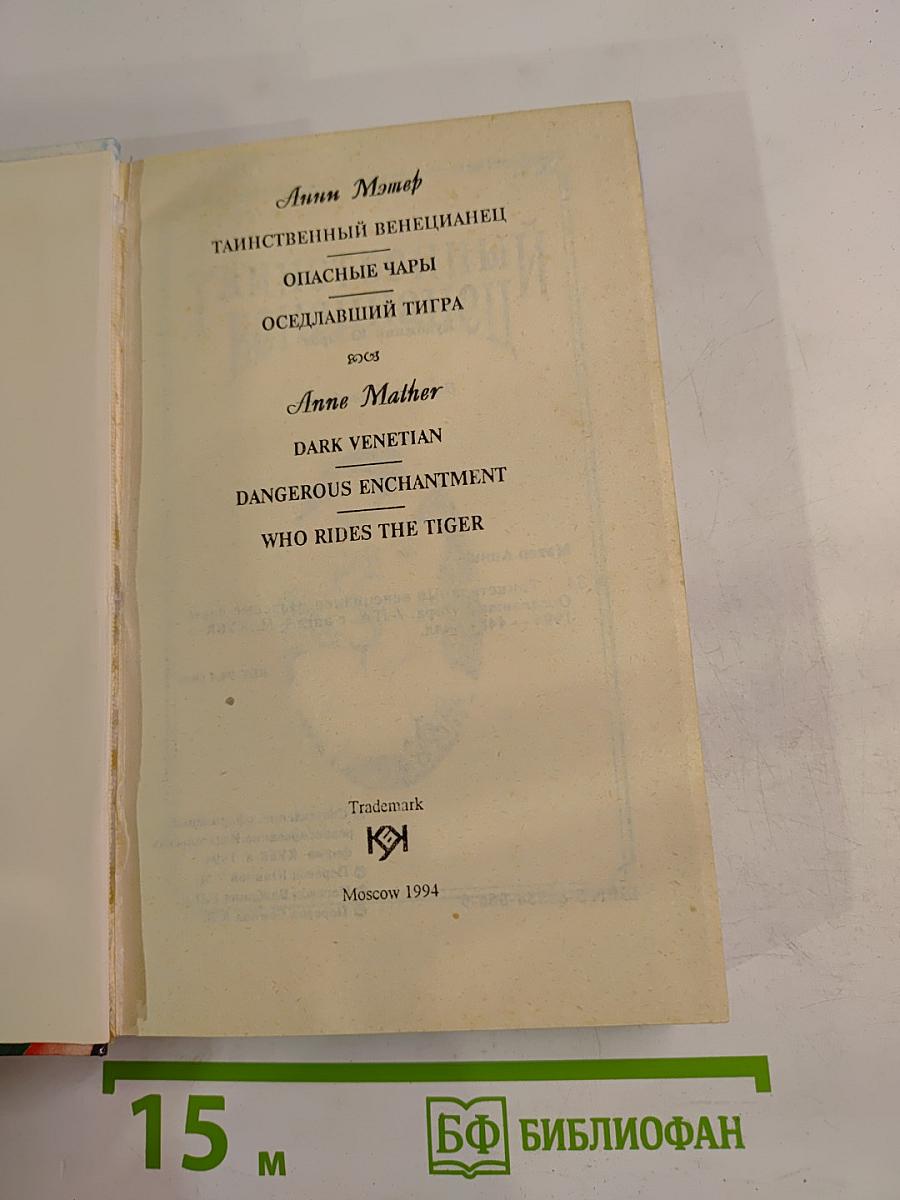 Анни Мэтер
ТАИНСТВЕННЫЙ ВЕНЕЦИАНЕЦ
ОПАСНЫЕ ЧАРЫ
ОСЕДЛАВШИЙ ТИГРА
Anne Mather
DARK VENETIAN
DANGEROUS ENCHANTMENT
WHO RIDES THE TIGER
Trademark
Moscow 1994
15 м
БФ БИБЛИОФАН